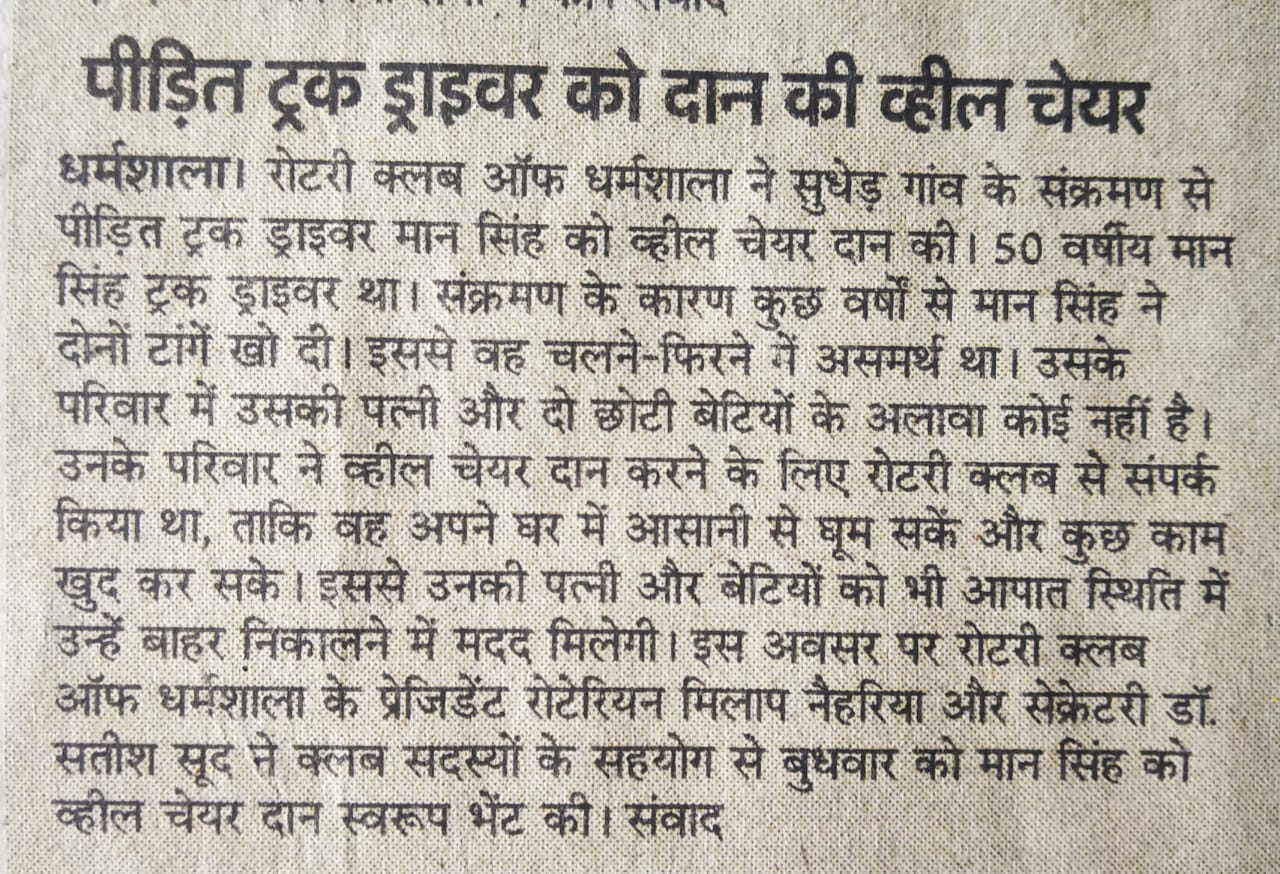 संवाद
पीड़ित ट्रक ड्राइवर को दान की व्हील चेयर
धर्मशाला। रोटरी क्लब ऑफ धर्मशाला ने सुधेड़ गांव के संक्रमण से
पीड़ित ट्रक ड्राइवर मान सिंह को व्हील चेयर दान की। 50 वर्षीय मान
सिंह ट्रक ड्राइवर था। संक्रमण के कारण कुछ वर्षों से मान सिंह ने
दोनों टांगें खो दी। इससे वह चलने-फिरने में असमर्थ था। उसके
परिवार में उसकी पत्नी और दो छोटी बेटियों के अलावा कोई नहीं है।
उनके परिवार ने व्हील चेयर दान करने के लिए रोटरी क्लब से संपर्क
किया था, ताकि वह अपने घर में आसानी से घूम सकें और कुछ काम
खुद कर सके। इससे उनकी पत्नी और बेटियों को भी आपात स्थिति में
उन्हें बाहर निकालने में मदद मिलेगी। इस अवसर पर रोटरी क्लब
ऑफ धर्मशाला के प्रेजिडेंट रोटेरियन मिलाप नैहरिया और सेक्रेटरी डॉ.
सतीश सूद ने क्लब सदस्यों के सहयोग से बुधवार को मान सिंह को
व्हील चेयर दान स्वरूप भेंट की। संवाद